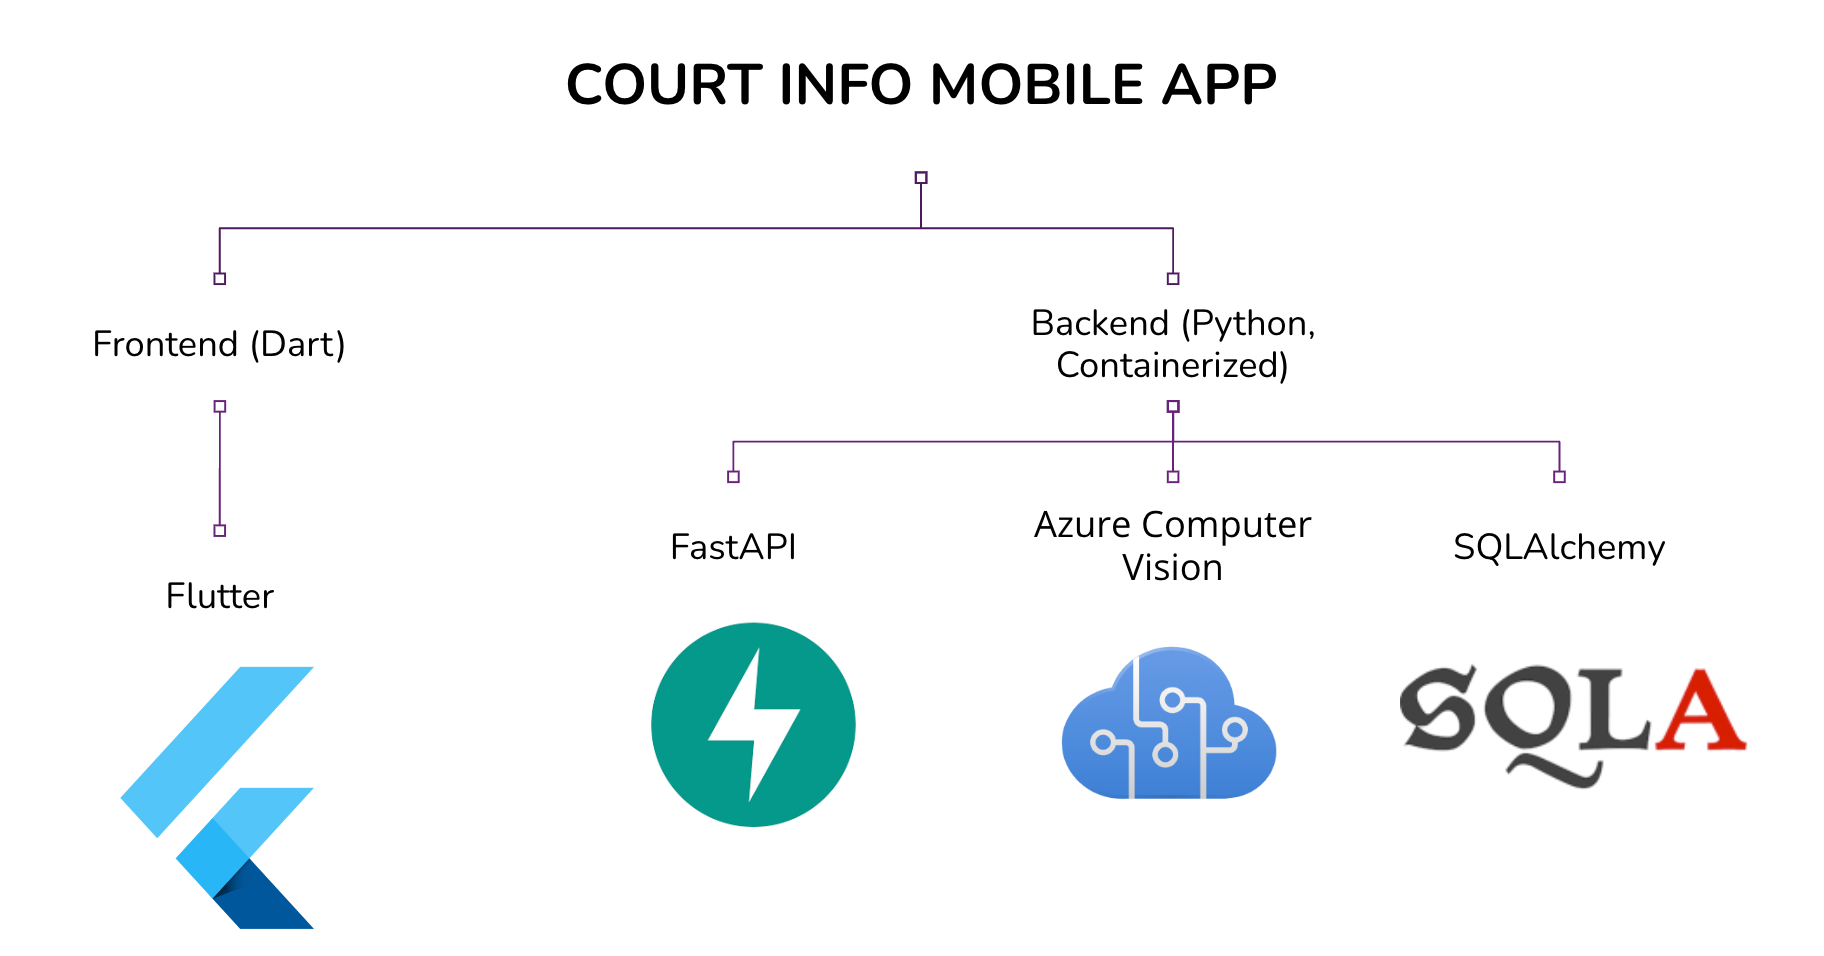 COURT INFO MOBILE APP
Frontend (Dart)
Backend (Python,
Containerized)
Flutter
FastAPI
Azure Computer
Vision
SQLAlchemy
SQLA